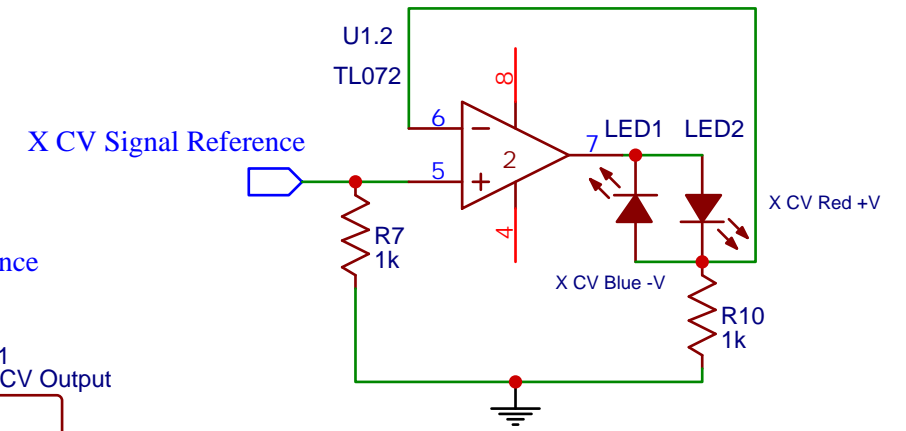 U1.2
TL072
8
X CV Signal Reference
6
5
2
7
LED1 LED2
4
X CV Red +V
R7
1k
nce
X CV Blue -V
R10
1k
1
CV Output